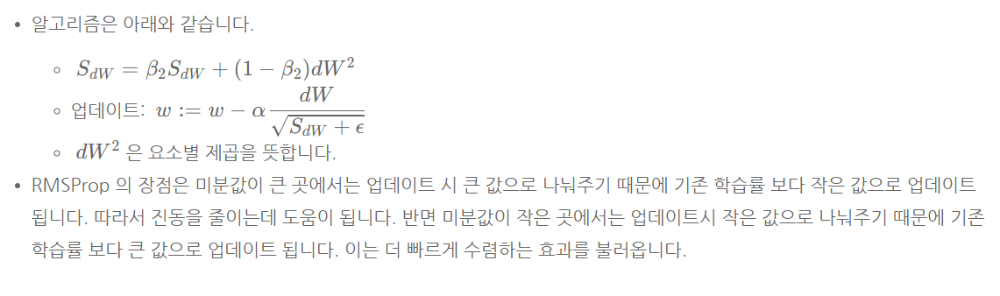 • 알고리즘은 아래와 같습니다.
◦ $S_{dW} = \beta_2 S_{dW} + (1 - \beta_2)dW^2$
◦ 업데이트: $w := w - \alpha \frac{dW}{\sqrt{S_{dW} + \epsilon}}$
◦ $dW^2$ 은 요소별 제곱을 뜻합니다.
• RMSProp 의 장점은 미분값이 큰 곳에서는 업데이트 시 큰 값으로 나눠주기 때문에 기존 학습률 보다 작은 값으로 업데이트
됩니다. 따라서 진동을 줄이는데 도움이 됩니다. 반면 미분값이 작은 곳에서는 업데이트시 작은 값으로 나눠주기 때문에 기존
학습률 보다 큰 값으로 업데이트 됩니다. 이는 더 빠르게 수렴하는 효과를 불러옵니다.